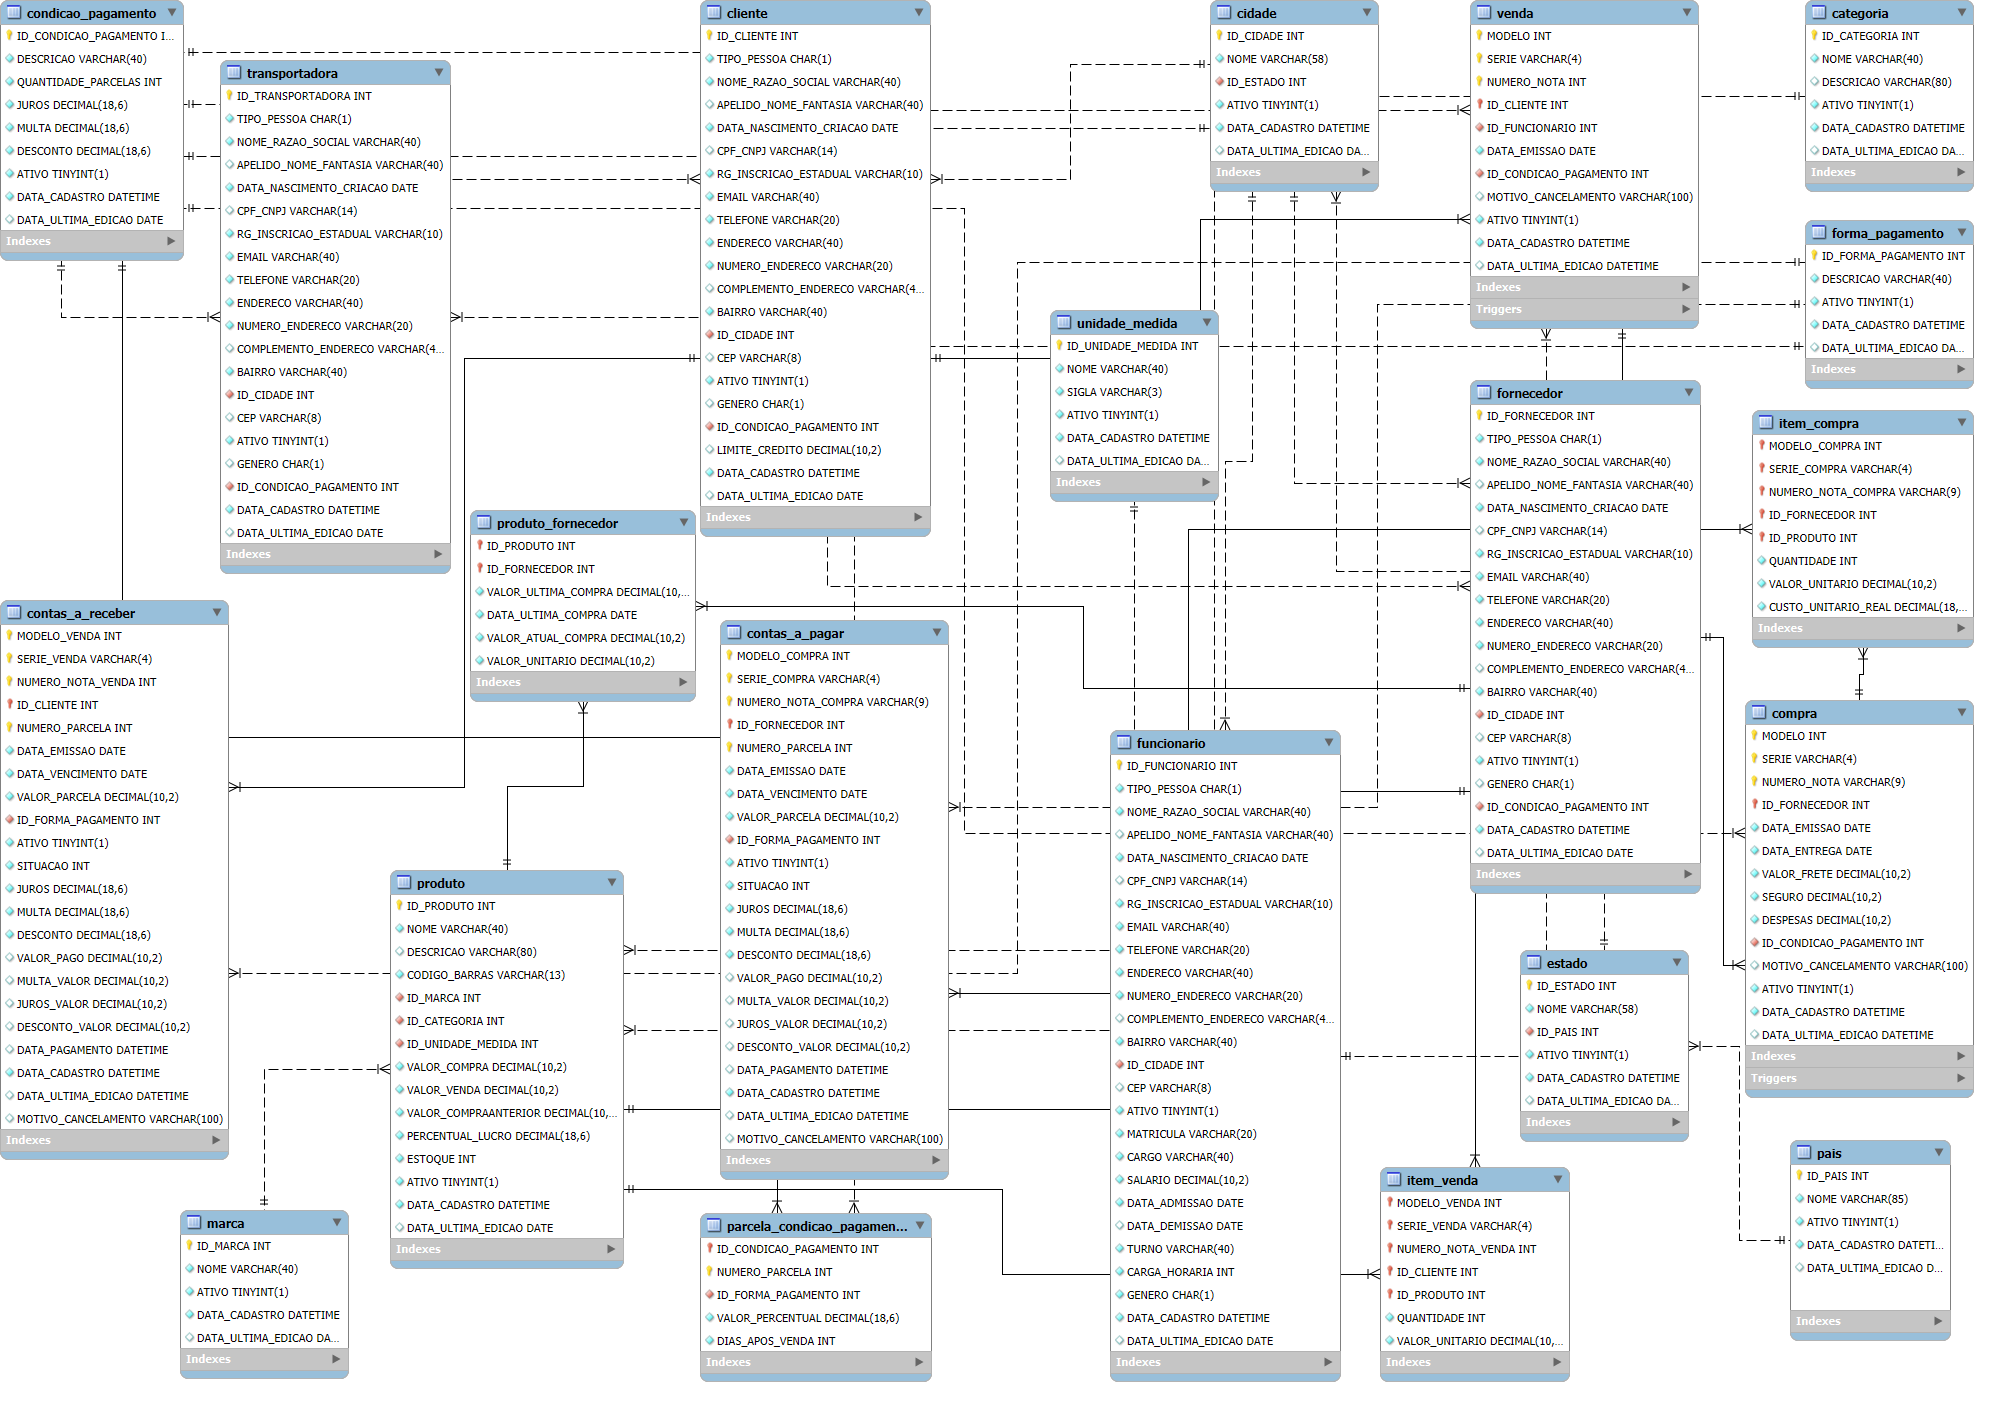 condicao_pagamento
ID_CONDICAO_PAGAMENTO I...
DESCRICAO VARCHAR(40)
QUANTIDADE_PARCELAS INT
JUROS DECIMAL(18,6)
MULTA DECIMAL(18,6)
DESCONTO DECIMAL(18,6)
ATIVO TINYINT(1)
DATA_CADASTRO DATETIME
DATA_ULTIMA_EDICAO DATE
Indexes
transportadora
ID_TRANSPORTADORA INT
TIPO_PESSOA CHAR(1)
NOME_RAZAO_SOCIAL VARCHAR(40)
APELIDO_NOME_FANTASIA VARCHAR(40)
DATA_NASCIMENTO_CRIACAO DATE
CPF_CNPJ VARCHAR(14)
RG_INSCRICAO_ESTADUAL VARCHAR(10)
EMAIL VARCHAR(40)
TELEFONE VARCHAR(20)
ENDERECO VARCHAR(40)
NUMERO_ENDERECO VARCHAR(20)
COMPLEMENTO_ENDERECO VARCHAR(4...
BAIRRO VARCHAR(40)
ID_CIDADE INT
CEP VARCHAR(8)
ATIVO TINYINT(1)
GENERO CHAR(1)
ID_CONDICAO_PAGAMENTO INT
DATA_CADASTRO DATETIME
DATA_ULTIMA_EDICAO DATE
Indexes
cliente
ID_CLIENTE INT
TIPO_PESSOA CHAR(1)
NOME_RAZAO_SOCIAL VARCHAR(40)
APELIDO_NOME_FANTASIA VARCHAR(40)
DATA_NASCIMENTO_CRIACAO DATE
CPF_CNPJ VARCHAR(14)
RG_INSCRICAO_ESTADUAL VARCHAR(10)
EMAIL VARCHAR(40)
TELEFONE VARCHAR(20)
ENDERECO VARCHAR(40)
NUMERO_ENDERECO VARCHAR(20)
COMPLEMENTO_ENDERECO VARCHAR(4...
BAIRRO VARCHAR(40)
ID_CIDADE INT
CEP VARCHAR(8)
ATIVO TINYINT(1)
GENERO CHAR(1)
ID_CONDICAO_PAGAMENTO INT
LIMITE_CREDITO DECIMAL(10,2)
DATA_CADASTRO DATETIME
DATA_ULTIMA_EDICAO DATE
Indexes
cidade
ID_CIDADE INT
NOME VARCHAR(58)
ID_ESTADO INT
ATIVO TINYINT(1)
DATA_CADASTRO DATETIME
DATA_ULTIMA_EDICAO DA...
Indexes
venda
MODELO INT
SERIE VARCHAR(4)
NUMERO_NOTA INT
ID_CLIENTE INT
ID_FUNCIONARIO INT
DATA_EMISSAO DATE
ID_CONDICAO_PAGAMENTO INT
MOTIVO_CANCELAMENTO VARCHAR(100)
ATIVO TINYINT(1)
DATA_CADASTRO DATETIME
DATA_ULTIMA_EDICAO DATETIME
Indexes
Triggers
categoria
ID_CATEGORIA INT
NOME VARCHAR(40)
DESCRICAO VARCHAR(80)
ATIVO TINYINT(1)
DATA_CADASTRO DATETIME
DATA_ULTIMA_EDICAO DA...
Indexes
forma_pagamento
ID_FORMA_PAGAMENTO INT
DESCRICAO VARCHAR(40)
ATIVO TINYINT(1)
DATA_CADASTRO DATETIME
DATA_ULTIMA_EDICAO DA...
Indexes
unidade_medida
ID_UNIDADE_MEDIDA INT
NOME VARCHAR(40)
SIGLA VARCHAR(3)
ATIVO TINYINT(1)
DATA_CADASTRO DATETIME
DATA_ULTIMA_EDICAO DA...
Indexes
fornecedor
ID_FORNECEDOR INT
TIPO_PESSOA CHAR(1)
NOME_RAZAO_SOCIAL VARCHAR(40)
APELIDO_NOME_FANTASIA VARCHAR(40)
DATA_NASCIMENTO_CRIACAO DATE
CPF_CNPJ VARCHAR(14)
RG_INSCRICAO_ESTADUAL VARCHAR(10)
EMAIL VARCHAR(40)
TELEFONE VARCHAR(20)
ENDERECO VARCHAR(40)
NUMERO_ENDERECO VARCHAR(20)
COMPLEMENTO_ENDERECO VARCHAR(4...
BAIRRO VARCHAR(40)
ID_CIDADE INT
CEP VARCHAR(8)
ATIVO TINYINT(1)
GENERO CHAR(1)
ID_CONDICAO_PAGAMENTO INT
DATA_CADASTRO DATETIME
DATA_ULTIMA_EDICAO DATE
Indexes
item_compra
MODELO_COMPRA INT
SERIE_COMPRA VARCHAR(4)
NUMERO_NOTA_COMPRA VARCHAR(9)
ID_FORNECEDOR INT
ID_PRODUTO INT
QUANTIDADE INT
VALOR_UNITARIO DECIMAL(10,2)
CUSTO_UNITARIO_REAL DECIMAL(18,...
Indexes
produto_fornecedor
ID_PRODUTO INT
ID_FORNECEDOR INT
VALOR_ULTIMA_COMPRA DECIMAL(10,...
DATA_ULTIMA_COMPRA DATE
VALOR_ATUAL_COMPRA DECIMAL(10,2)
VALOR_UNITARIO DECIMAL(10,2)
Indexes
contas_a_receber
MODELO_VENDA INT
SERIE_VENDA VARCHAR(4)
NUMERO_NOTA_VENDA INT
ID_CLIENTE INT
NUMERO_PARCELA INT
DATA_EMISSAO DATE
DATA_VENCIMENTO DATE
VALOR_PARCELA DECIMAL(10,2)
ID_FORMA_PAGAMENTO INT
ATIVO TINYINT(1)
SITUACAO INT
JUROS DECIMAL(18,6)
MULTA DECIMAL(18,6)
DESCONTO DECIMAL(18,6)
VALOR_PAGO DECIMAL(10,2)
MULTA_VALOR DECIMAL(10,2)
JUROS_VALOR DECIMAL(10,2)
DESCONTO_VALOR DECIMAL(10,2)
DATA_PAGAMENTO DATETIME
DATA_CADASTRO DATETIME
DATA_ULTIMA_EDICAO DATETIME
MOTIVO_CANCELAMENTO VARCHAR(100)
Indexes
contas_a_pagar
MODELO_COMPRA INT
SERIE_COMPRA VARCHAR(4)
NUMERO_NOTA_COMPRA VARCHAR(9)
ID_FORNECEDOR INT
NUMERO_PARCELA INT
DATA_EMISSAO DATE
DATA_VENCIMENTO DATE
VALOR_PARCELA DECIMAL(10,2)
ID_FORMA_PAGAMENTO INT
ATIVO TINYINT(1)
SITUACAO INT
JUROS DECIMAL(18,6)
MULTA DECIMAL(18,6)
DESCONTO DECIMAL(18,6)
VALOR_PAGO DECIMAL(10,2)
MULTA_VALOR DECIMAL(10,2)
JUROS_VALOR DECIMAL(10,2)
DESCONTO_VALOR DECIMAL(10,2)
DATA_PAGAMENTO DATETIME
DATA_CADASTRO DATETIME
DATA_ULTIMA_EDICAO DATETIME
MOTIVO_CANCELAMENTO VARCHAR(100)
Indexes
compra
MODELO INT
SERIE VARCHAR(4)
NUMERO_NOTA VARCHAR(9)
ID_FORNECEDOR INT
DATA_EMISSAO DATE
DATA_ENTREGA DATE
VALOR_FRETE DECIMAL(10,2)
SEGURO DECIMAL(10,2)
DESPESAS DECIMAL(10,2)
ID_CONDICAO_PAGAMENTO INT
MOTIVO_CANCELAMENTO VARCHAR(100)
ATIVO TINYINT(1)
DATA_CADASTRO DATETIME
DATA_ULTIMA_EDICAO DATETIME
Indexes
Triggers
funcionario
ID_FUNCIONARIO INT
TIPO_PESSOA CHAR(1)
NOME_RAZAO_SOCIAL VARCHAR(40)
APELIDO_NOME_FANTASIA VARCHAR(40)
DATA_NASCIMENTO_CRIACAO DATE
CPF_CNPJ VARCHAR(14)
RG_INSCRICAO_ESTADUAL VARCHAR(10)
EMAIL VARCHAR(40)
TELEFONE VARCHAR(20)
ENDERECO VARCHAR(40)
NUMERO_ENDERECO VARCHAR(20)
COMPLEMENTO_ENDERECO VARCHAR(4...
BAIRRO VARCHAR(40)
ID_CIDADE INT
CEP VARCHAR(8)
ATIVO TINYINT(1)
MATRICULA VARCHAR(20)
CARGO VARCHAR(40)
SALARIO DECIMAL(10,2)
DATA_ADMISSAO DATE
DATA_DEMISSAO DATE
TURNO VARCHAR(40)
CARGA_HORARIA INT
GENERO CHAR(1)
DATA_CADASTRO DATETIME
DATA_ULTIMA_EDICAO DATE
Indexes
produto
ID_PRODUTO INT
NOME VARCHAR(40)
DESCRICAO VARCHAR(80)
CODIGO_BARRAS VARCHAR(13)
ID_MARCA INT
ID_CATEGORIA INT
ID_UNIDADE_MEDIDA INT
VALOR_COMPRA DECIMAL(10,2)
VALOR_VENDA DECIMAL(10,2)
VALOR_COMPRAANTERIOR DECIMAL(10,...
PERCENTUAL_LUCRO DECIMAL(18,6)
ESTOQUE INT
ATIVO TINYINT(1)
DATA_CADASTRO DATETIME
DATA_ULTIMA_EDICAO DATE
Indexes
estado
ID_ESTADO INT
NOME VARCHAR(58)
ID_PAIS INT
ATIVO TINYINT(1)
DATA_CADASTRO DATETIME
DATA_ULTIMA_EDICAO DA...
Indexes
pais
ID_PAIS INT
NOME VARCHAR(85)
ATIVO TINYINT(1)
DATA_CADASTRO DATETI...
DATA_ULTIMA_EDICAO D...
Indexes
item_venda
MODELO_VENDA INT
SERIE_VENDA VARCHAR(4)
NUMERO_NOTA_VENDA INT
ID_CLIENTE INT
ID_PRODUTO INT
QUANTIDADE INT
VALOR_UNITARIO DECIMAL(10,...
Indexes
marca
ID_MARCA INT
NOME VARCHAR(40)
ATIVO TINYINT(1)
DATA_CADASTRO DATETIME
DATA_ULTIMA_EDICAO DA...
Indexes
parcela_condicao_pagamen...
ID_CONDICAO_PAGAMENTO INT
NUMERO_PARCELA INT
ID_FORMA_PAGAMENTO INT
VALOR_PERCENTUAL DECIMAL(18,6)
DIAS_APOS_VENDA INT
Indexes